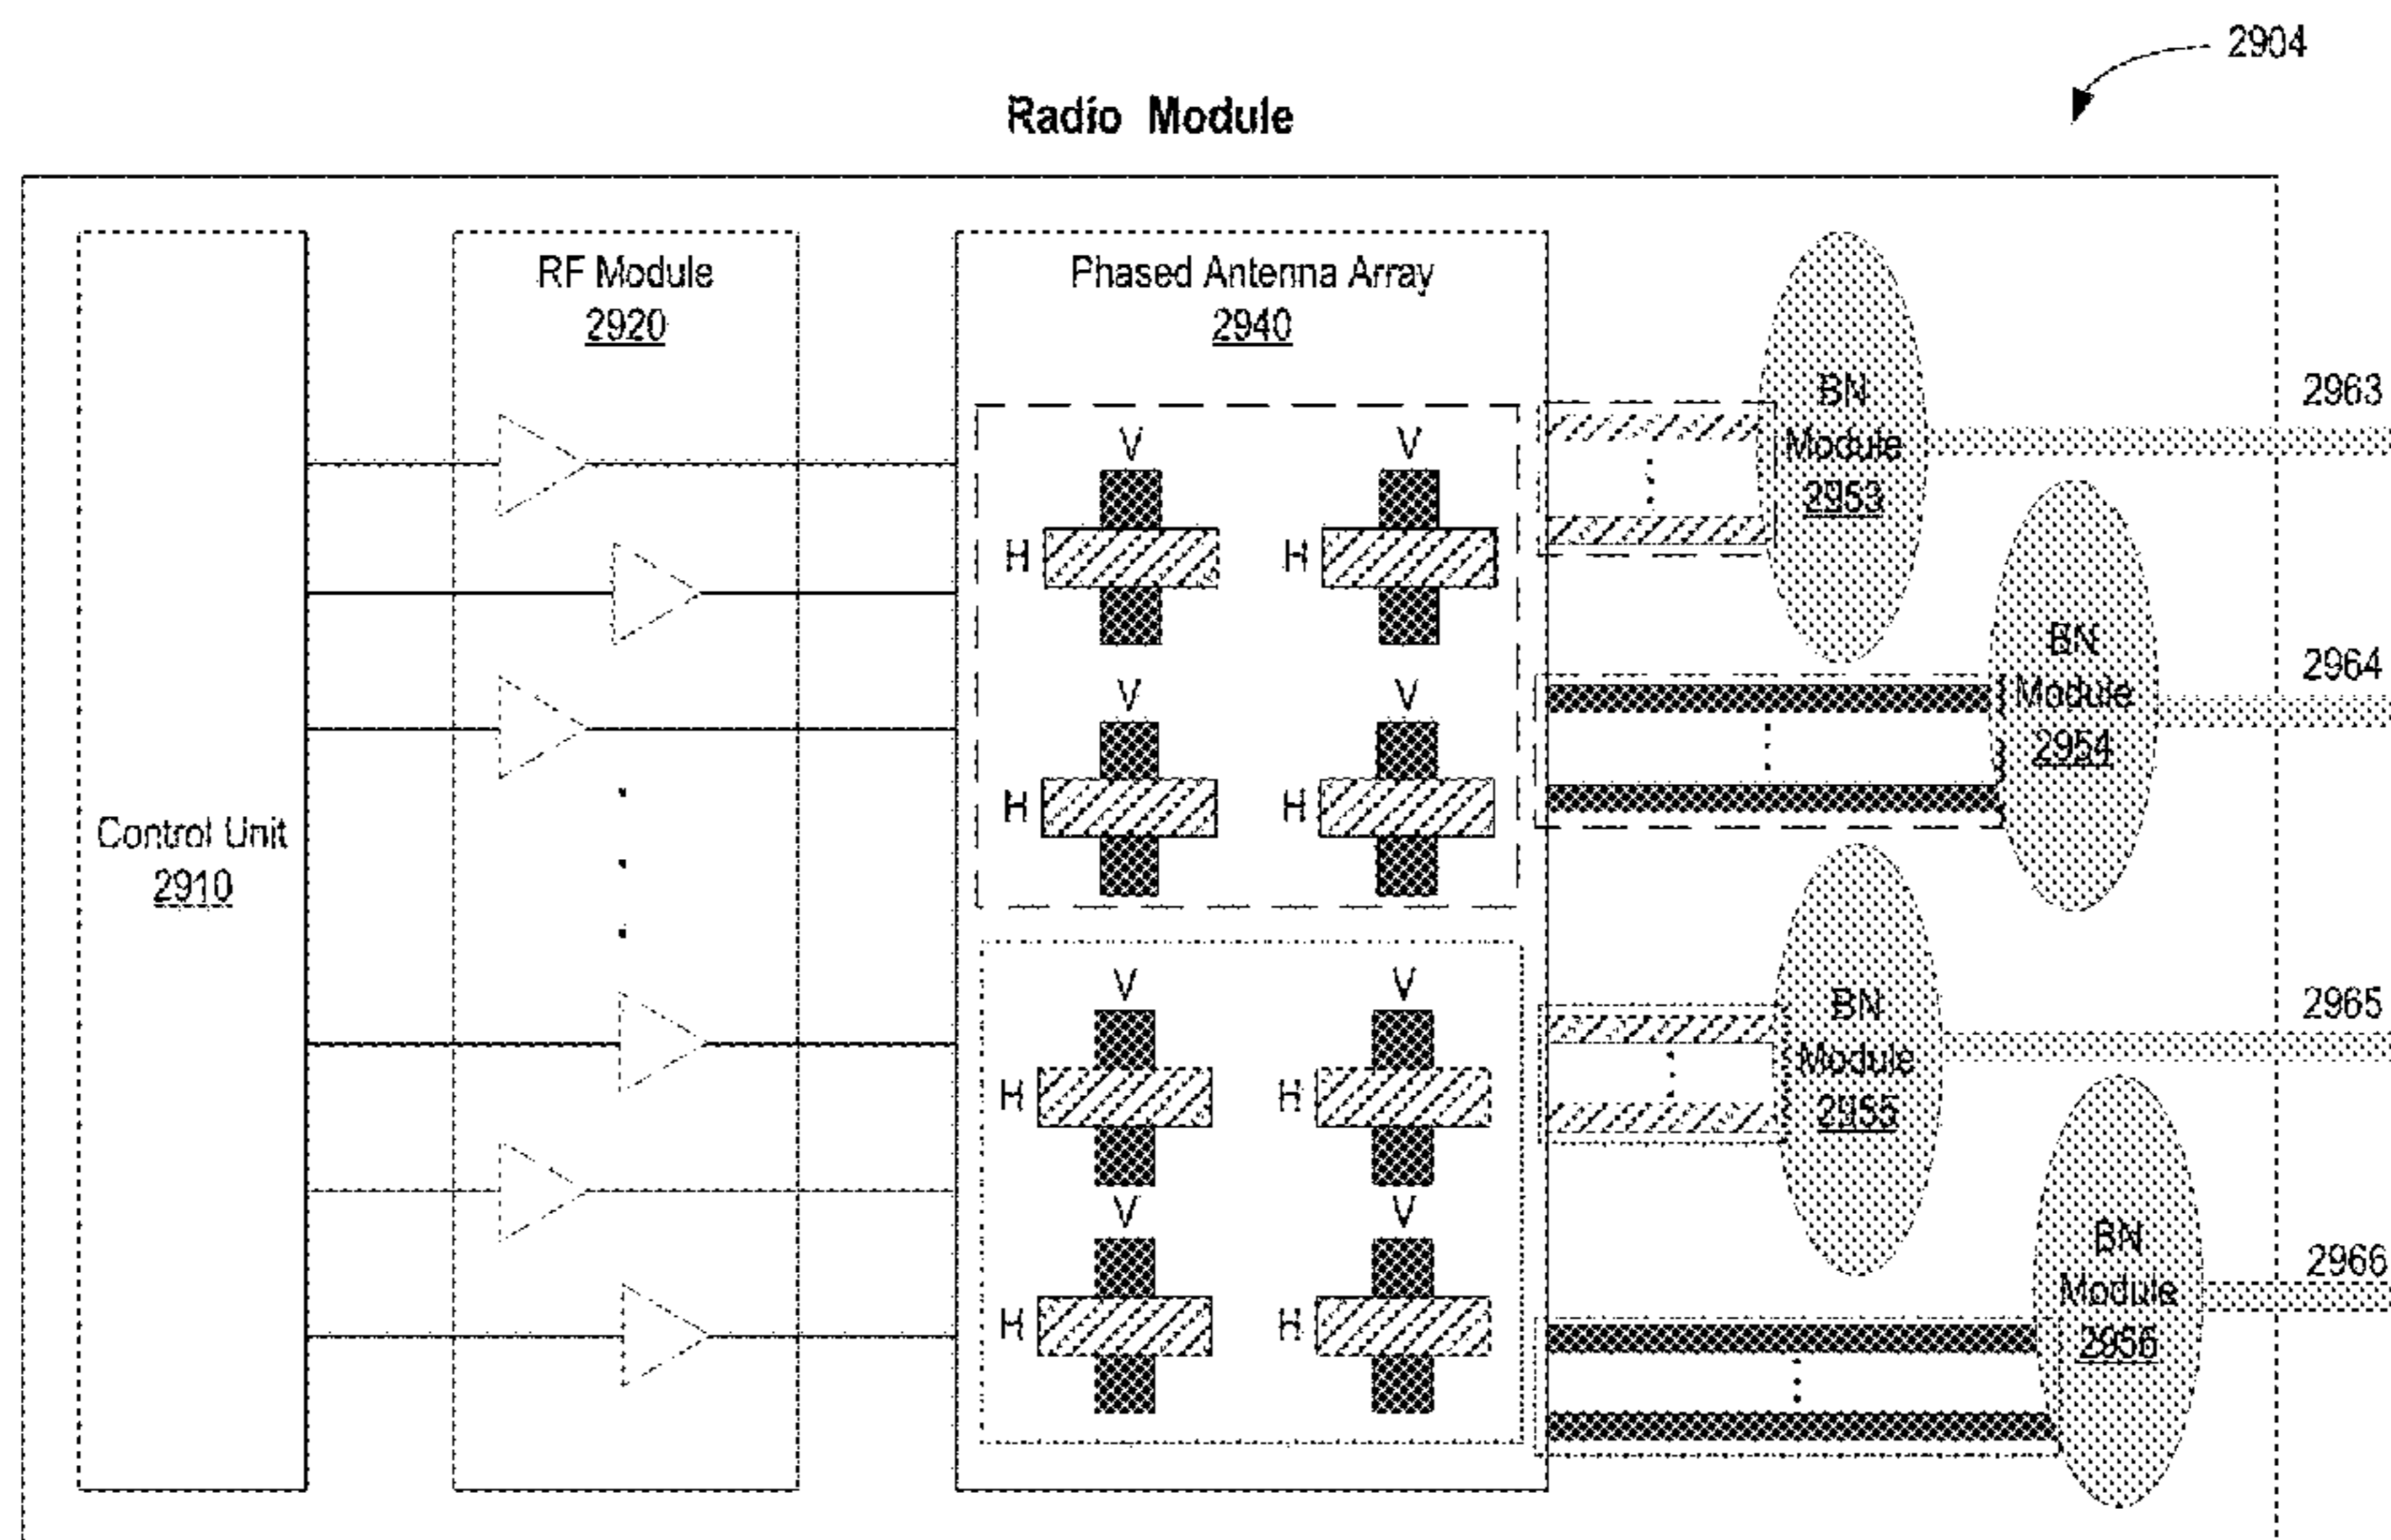 2904
Radio Module
RF Module
2920
Phased Antenna Array
2940
Control Unit
2910
V V
H H
V V
H H
V V
H H
V V
H H
BN
Module
2953
2963
BN
Module
2954
2964
BN
Module
2955
2965
BN
Module
2956
2966